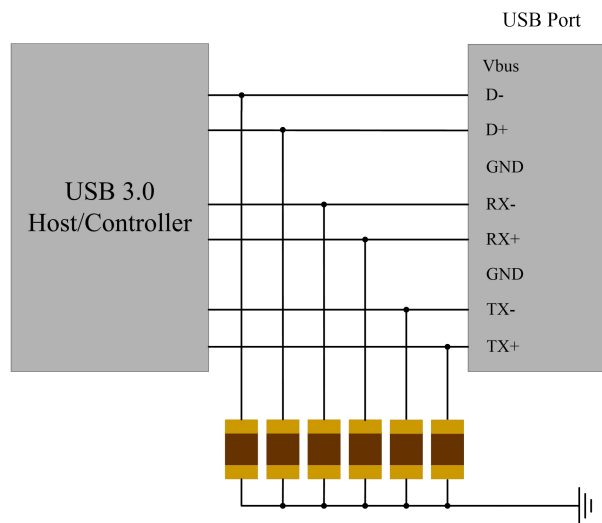 USB Port
USB 3.0
Host/Controller
Vbus
D-
D+
GND
RX-
RX+
GND
TX-
TX+